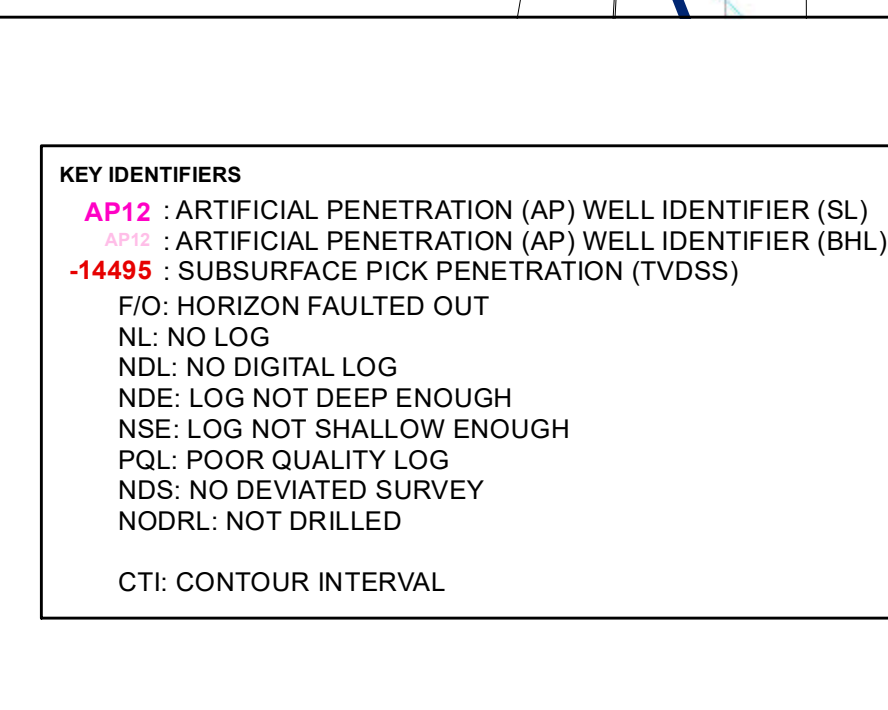 KEY IDENTIFIERS
AP12 : ARTIFICIAL PENETRATION (AP) WELL IDENTIFIER (SL)
AP12 : ARTIFICIAL PENETRATION (AP) WELL IDENTIFIER (BHL)
-14495 : SUBSURFACE PICK PENETRATION (TVDSS)
F/O: HORIZON FAULTED OUT
NL: NO LOG
NDL: NO DIGITAL LOG
NDE: LOG NOT DEEP ENOUGH
NSE: LOG NOT SHALLOW ENOUGH
PQL: POOR QUALITY LOG
NDS: NO DEVIATED SURVEY
NODRL: NOT DRILLED
CTI: CONTOUR INTERVAL